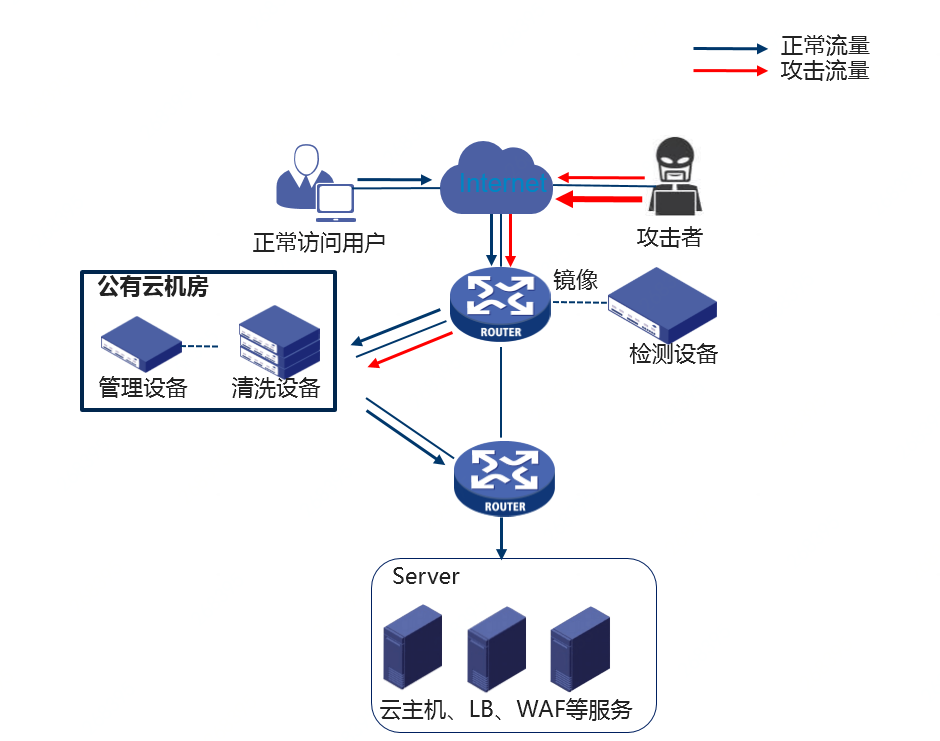 正常流量
攻击流量
Internet
正常访问用户
攻击者
公有云机房
镜像
ROUTER
检测设备
管理设备
清洗设备
ROUTER
Server
云主机、LB、WAF等服务